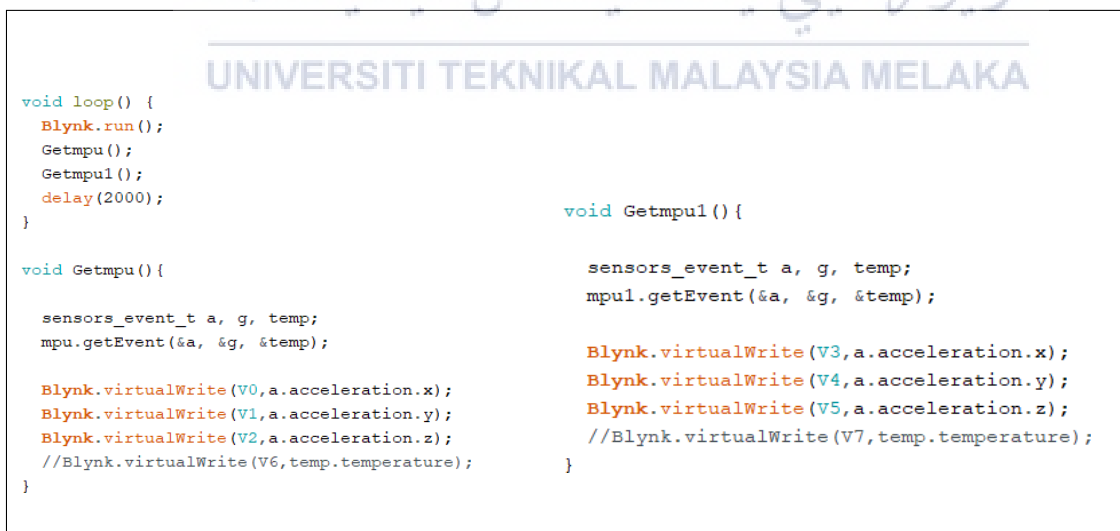 UNIVERSITI TEKNIKAL MALAYSIA MELAKA
void loop() {
  Blynk.run();
  Getmpu();
  Getmpu1();
  delay(2000);
}
void Getmpu(){
  sensors_event_t a, g, temp;
  mpu.getEvent(&a, &g, &temp);
  Blynk.virtualWrite(V0,a.acceleration.x);
  Blynk.virtualWrite(V1,a.acceleration.y);
  Blynk.virtualWrite(V2,a.acceleration.z);
  //Blynk.virtualWrite(V6,temp.temperature);
}
void Getmpu1(){
  sensors_event_t a, g, temp;
  mpu1.getEvent(&a, &g, &temp);
  Blynk.virtualWrite(V3,a.acceleration.x);
  Blynk.virtualWrite(V4,a.acceleration.y);
  Blynk.virtualWrite(V5,a.acceleration.z);
  //Blynk.virtualWrite(V7,temp.temperature);
}